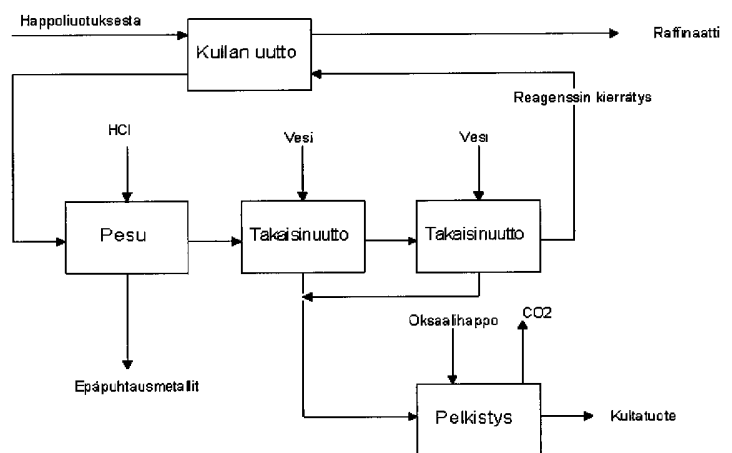 Happoliuotuksesta
Raffinaatti
Kullan uutto
Reagenssin kierrätys
HCl
Vesi
Vesi
Pesu
Takaisinuutto
Takaisinuutto
Oksaalihappo
CO2
Epäpuhtausmetallit
Pelkistys
Kultatuote